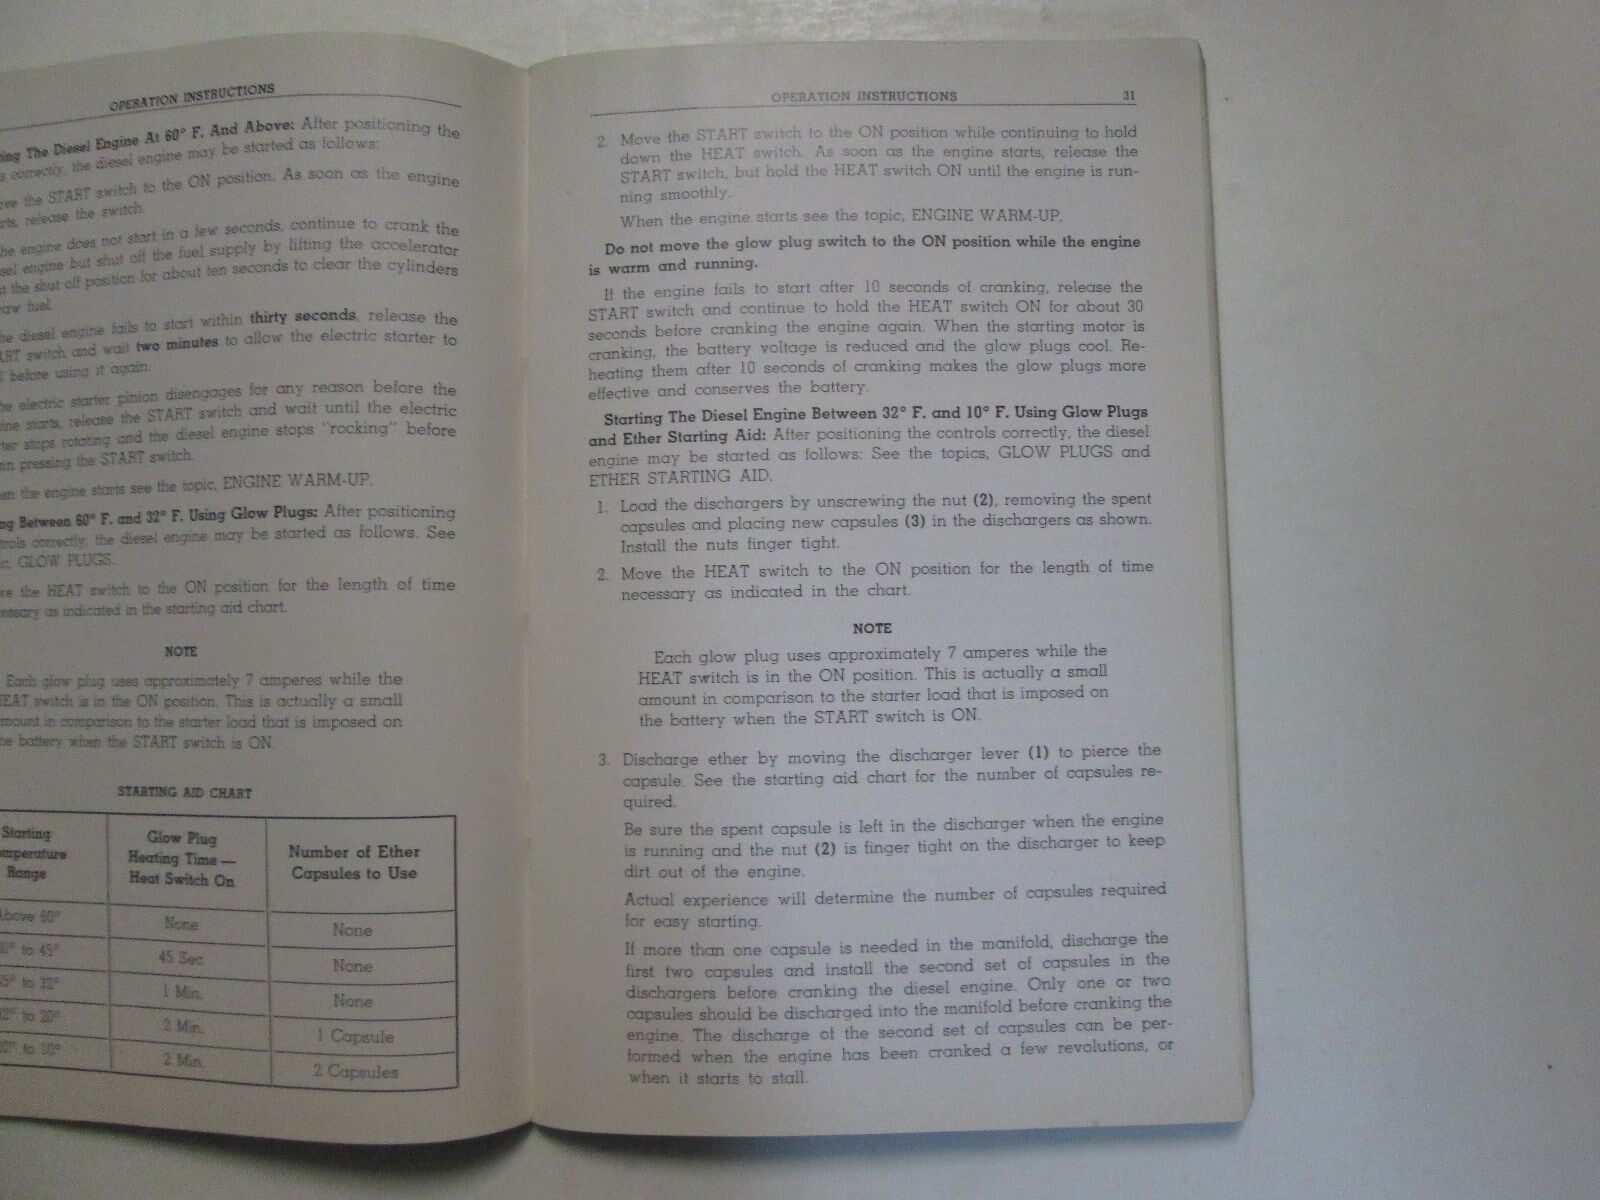 OPERATION INSTRUCTIONS
The Diesel Engine At 60° F. And Above: After positioning the
correctly, the diesel engine may be started as follows:
the START switch to the ON position. As soon as the engine
release the switch.
engine does not start in a few seconds, continue to crank the
engine but shut off the fuel supply by lifting the accelerator
the shut off position for about ten seconds to clear the cylinders
fuel.
diesel engine fails to start within thirty seconds, release the
switch and wait two minutes to allow the electric starter to
before using it again.
electric starter pinion disengages for any reason before the
starts, release the START switch and wait until the electric
stops rotating and the diesel engine stops "rocking" before
pressing the START switch.
the engine starts see the topic, ENGINE WARM-UP.
Between 60° F. and 32° F. Using Glow Plugs: After positioning
correctly, the diesel engine may be started as follows. See
GLOW PLUGS.
the HEAT switch to the ON position for the length of time
as indicated in the starting aid chart.
NOTE
Each glow plug uses approximately 7 amperes while the
HEAT switch is in the ON position. This is actually a small
amount in comparison to the starter load that is imposed on
battery when the START switch is ON.
STARTING AID CHART
Starting
Range
Glow Plug
Heating Time —
Heat Switch On
Number of Ether
Capsules to Use
Above 60° None None
to 45° 45 Sec. None
to 32° 1 Min. None
to 20° 2 Min. 1 Capsule
to 10° 2 Min. 2 Capsules
OPERATION INSTRUCTIONS 31
2. Move the START switch to the ON position while continuing to hold
down the HEAT switch. As soon as the engine starts, release the
START switch, but hold the HEAT switch ON until the engine is run-
ning smoothly.
When the engine starts see the topic, ENGINE WARM-UP.
Do not move the glow plug switch to the ON position while the engine
is warm and running.
If the engine fails to start after 10 seconds of cranking, release the
START switch and continue to hold the HEAT switch ON for about 30
seconds before cranking the engine again. When the starting motor is
cranking, the battery voltage is reduced and the glow plugs cool. Re-
heating them after 10 seconds of cranking makes the glow plugs more
effective and conserves the battery.
Starting The Diesel Engine Between 32° F. and 10° F. Using Glow Plugs
and Ether Starting Aid: After positioning the controls correctly, the diesel
engine may be started as follows: See the topics, GLOW PLUGS and
ETHER STARTING AID.
1. Load the dischargers by unscrewing the nut (2), removing the spent
capsules and placing new capsules (3) in the dischargers as shown.
Install the nuts finger tight.
2. Move the HEAT switch to the ON position for the length of time
necessary as indicated in the chart.
NOTE
Each glow plug uses approximately 7 amperes while the
HEAT switch is in the ON position. This is actually a small
amount in comparison to the starter load that is imposed on
the battery when the START switch is ON.
3. Discharge ether by moving the discharger lever (1) to pierce the
capsule. See the starting aid chart for the number of capsules re-
quired.
Be sure the spent capsule is left in the discharger when the engine
is running and the nut (2) is finger tight on the discharger to keep
dirt out of the engine.
Actual experience will determine the number of capsules required
for easy starting.
If more than one capsule is needed in the manifold, discharge the
first two capsules and install the second set of capsules in the
dischargers before cranking the diesel engine. Only one or two
capsules should be discharged into the manifold before cranking the
engine. The discharge of the second set of capsules can be per-
formed when the engine has been cranked a few revolutions, or
when it starts to stall.